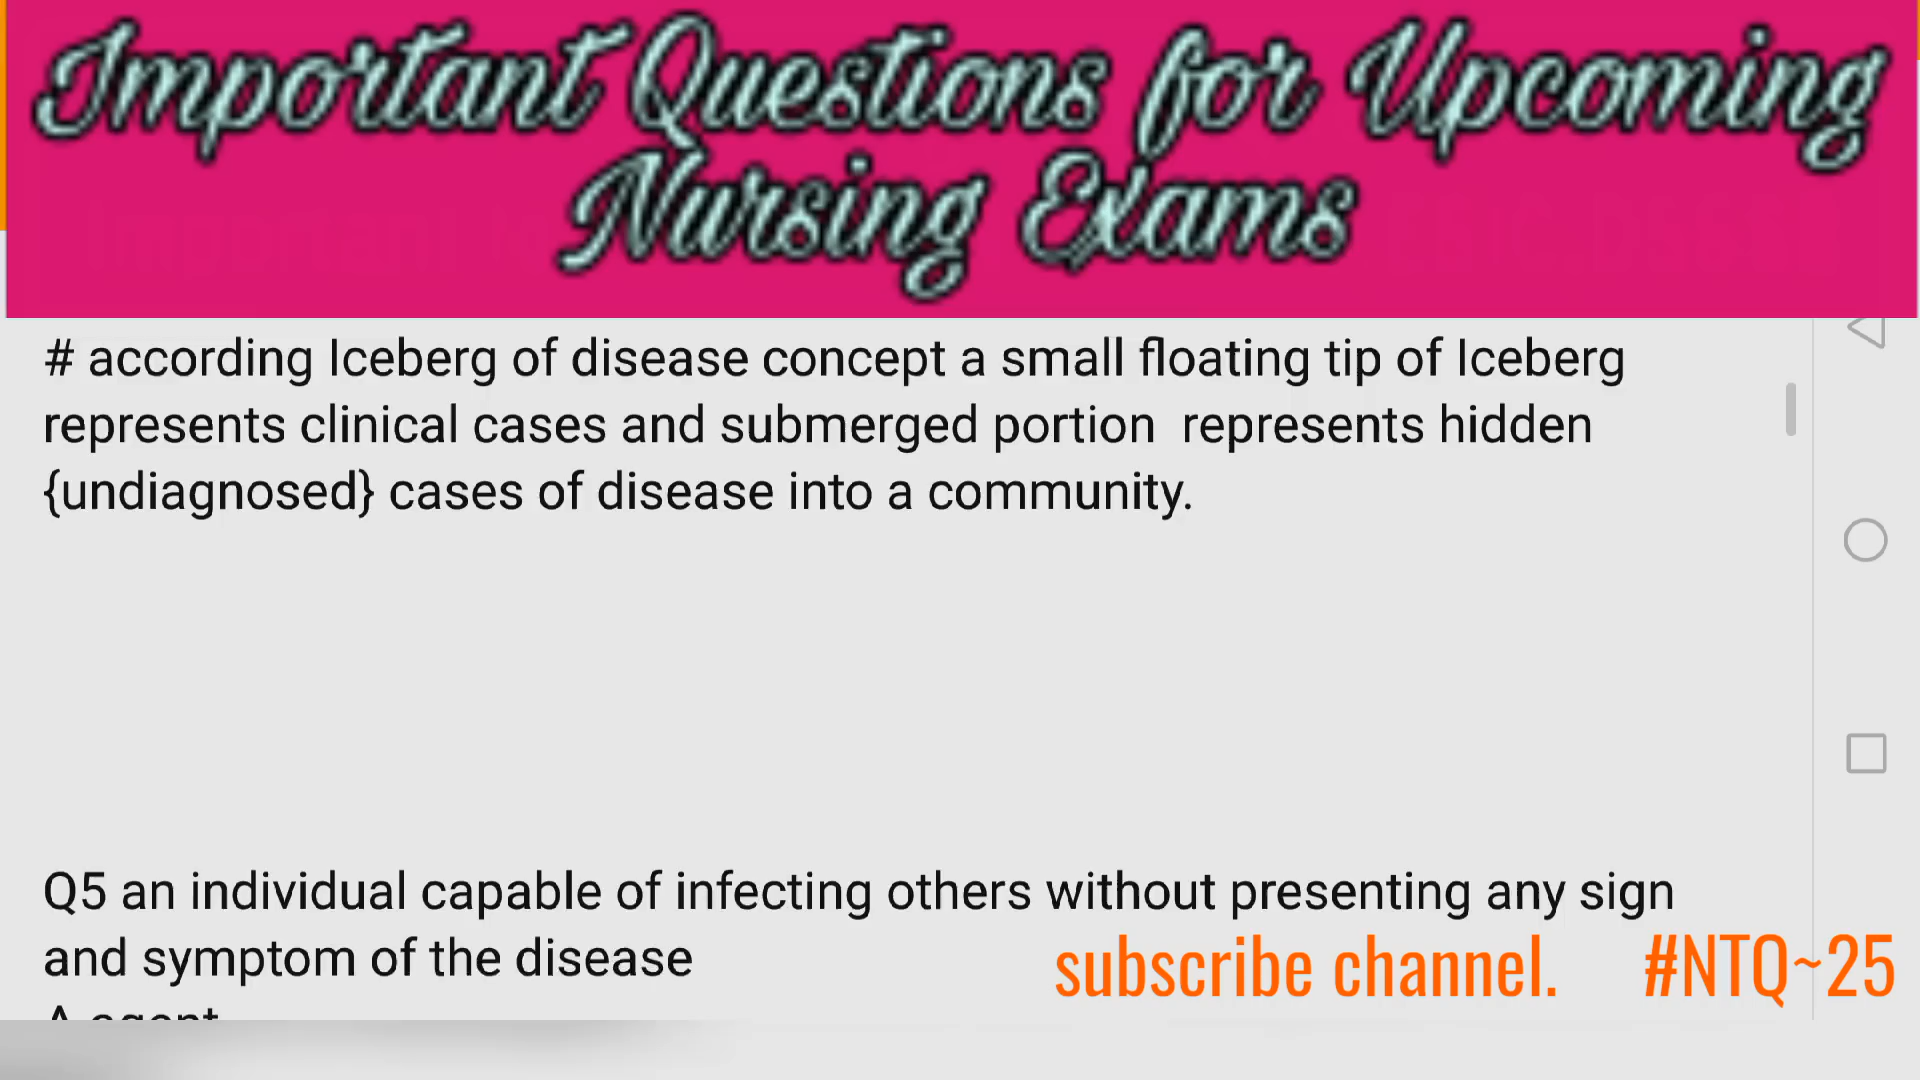 Important Questions for Upcoming
Nursing Exams
# according Iceberg of disease concept a small floating tip of Iceberg
represents clinical cases and submerged portion represents hidden
{undiagnosed} cases of disease into a community.
Q5 an individual capable of infecting others without presenting any sign
and symptom of the disease
subscribe channel. #NTQ~25
A agent